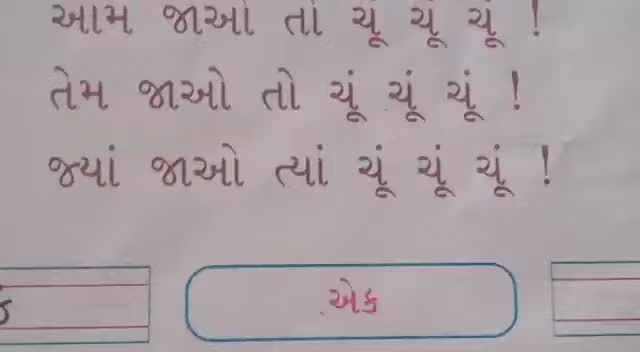 આમ જાઓ તો ચૂં ચૂં ચૂં !
તેમ જાઓ તો ચૂં ચૂં ચૂં !
જ્યાં જાઓ ત્યાં ચૂં ચૂં ચૂં !
એક